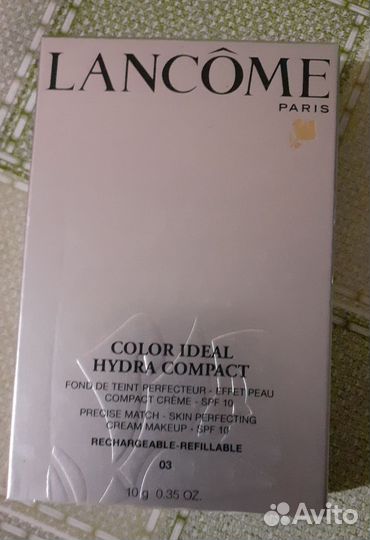 LANCÔME
PARIS
COLOR IDEAL
HYDRA COMPACT
FOND DE TEINT PERFECTEUR - EFFET PEAU
COMPACT CRÈME - SPF 10
PRECISE MATCH - SKIN PERFECTING
CREAM MAKEUP - SPF 10
RECHARGEABLE-REFILLABLE
03
10 g 0.35 OZ.
Avito